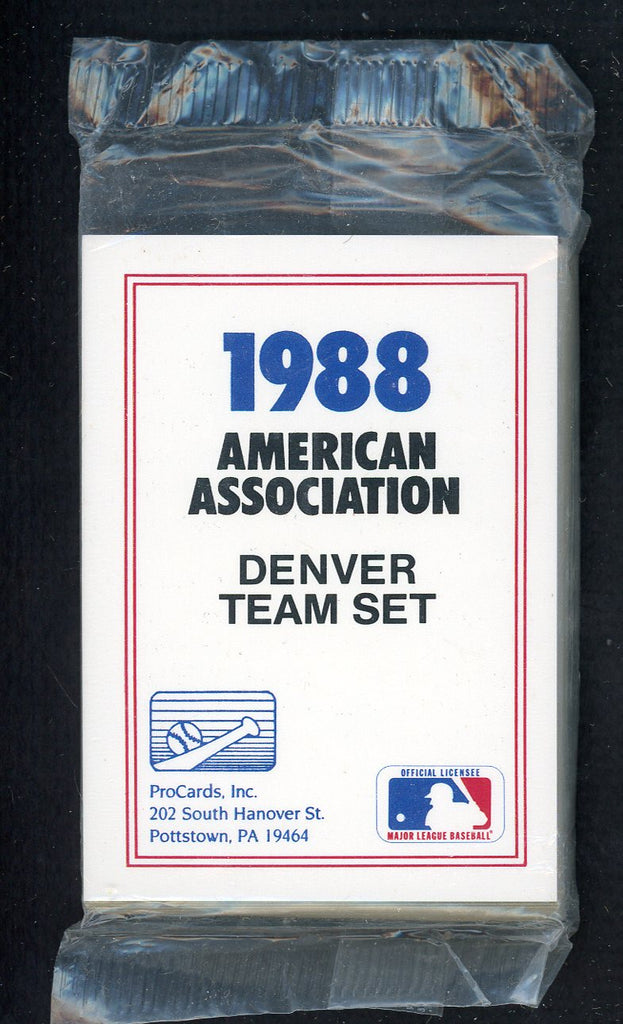 1988
AMERICAN
ASSOCIATION
DENVER
TEAM SET
ProCards, Inc.
202 South Hanover St.
Pottstown, PA 19464
OFFICIAL LICENSEE
MAJOR LEAGUE BASEBALL®